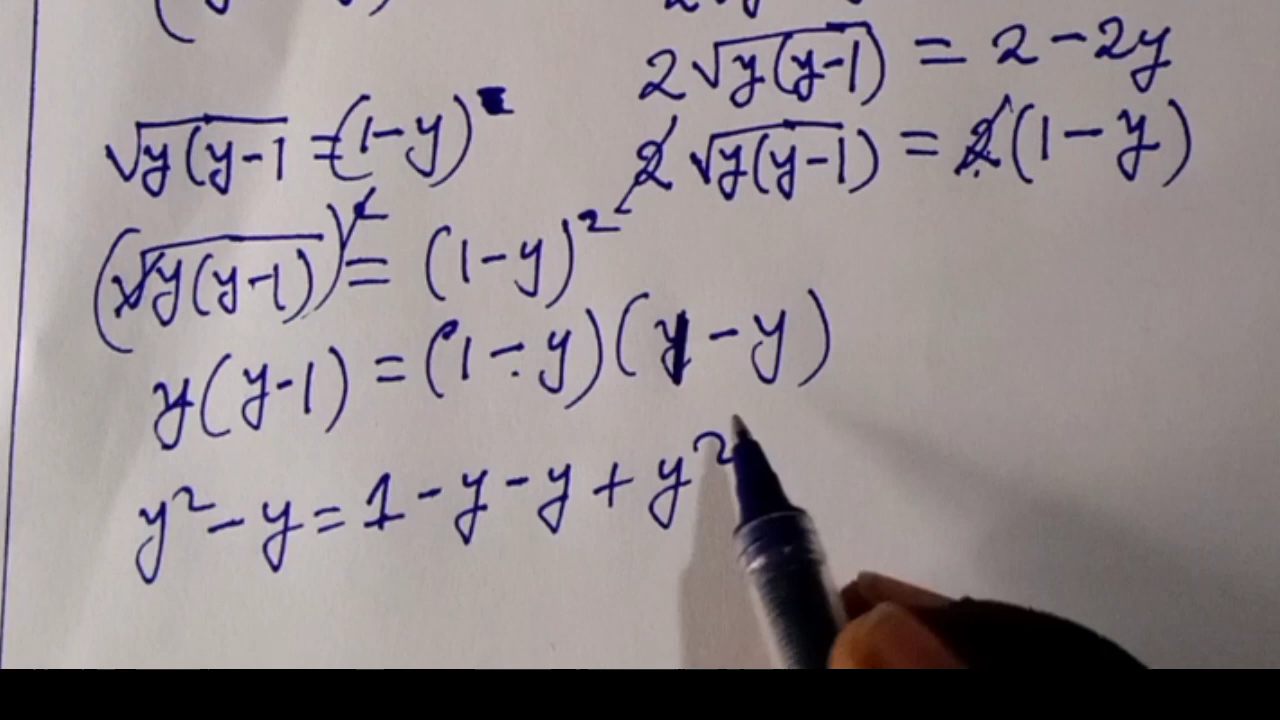 2√y(y-1) = 2-2y
2√y(y-1) = 2(1-y)
√y(y-1 = (1-y)
(√y(y-1))² = (1-y)²
y(y-1) = (1-y)(1-y)
y²-y = 1-y-y+y²